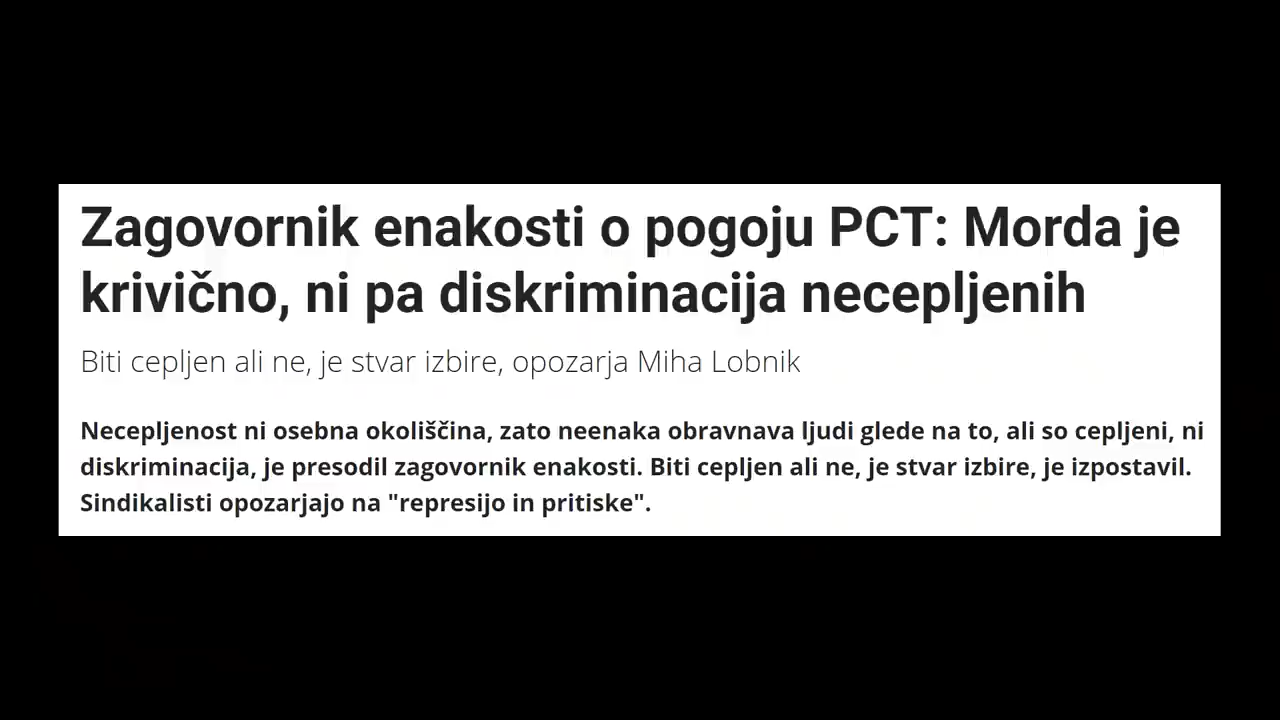 Zagovornik enakosti o pogoju PCT: Morda je
krivično, ni pa diskriminacija necepljenih
Biti cepljen ali ne, je stvar izbire, opozarja Miha Lobnik
Necepljenost ni osebna okoliščina, zato neenaka obravnava ljudi glede na to, ali so cepljeni, ni
diskriminacija, je presodil zagovornik enakosti. Biti cepljen ali ne, je stvar izbire, je izpostavil.
Sindikalisti opozarjajo na "represijo in pritiske".